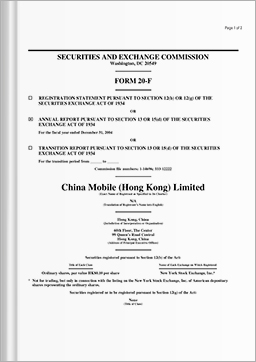 Page 1 of 2
SECURITIES AND EXCHANGE COMMISSION
Washington, DC 20549
FORM 20-F
REGISTRATION STATEMENT PURSUANT TO SECTION 12(b) OR 12(g) OF THE
SECURITIES EXCHANGE ACT OF 1934
OR
ANNUAL REPORT PURSUANT TO SECTION 13 OR 15(d) OF THE SECURITIES
EXCHANGE ACT OF 1934
For the fiscal year ended December 31, 2004
OR
TRANSITION REPORT PURSUANT TO SECTION 13 OR 15(d) OF THE SECURITIES
EXCHANGE ACT OF 1934
For the transition period from ____ to ____
Commission file numbers: 1-14696;
China Mobile (Hong Kong) Limited
(Exact Name of Registrant as Specified in Its Charter)
N/A
(Translation of Registrant's Name into English)
Hong Kong, China
(Jurisdiction of Incorporation or Organization)
60th Floor, The Center
99 Queen's Road Central
Hong Kong, China
(Address of Principal Executive Offices)
Securities registered pursuant to Section 12(b) of the Act:
Title of Each Class Name of Each Exchange on Which Registered
Ordinary shares, par value HK$0.10 per share New York Stock Exchange, Inc.*
* Not for trading, but only in connection with the listing on the New York Stock Exchange, Inc. of American depositary
shares representing the ordinary shares.
Securities registered or to be registered pursuant to Section 12(g) of the Act:
None
(Title of Class)